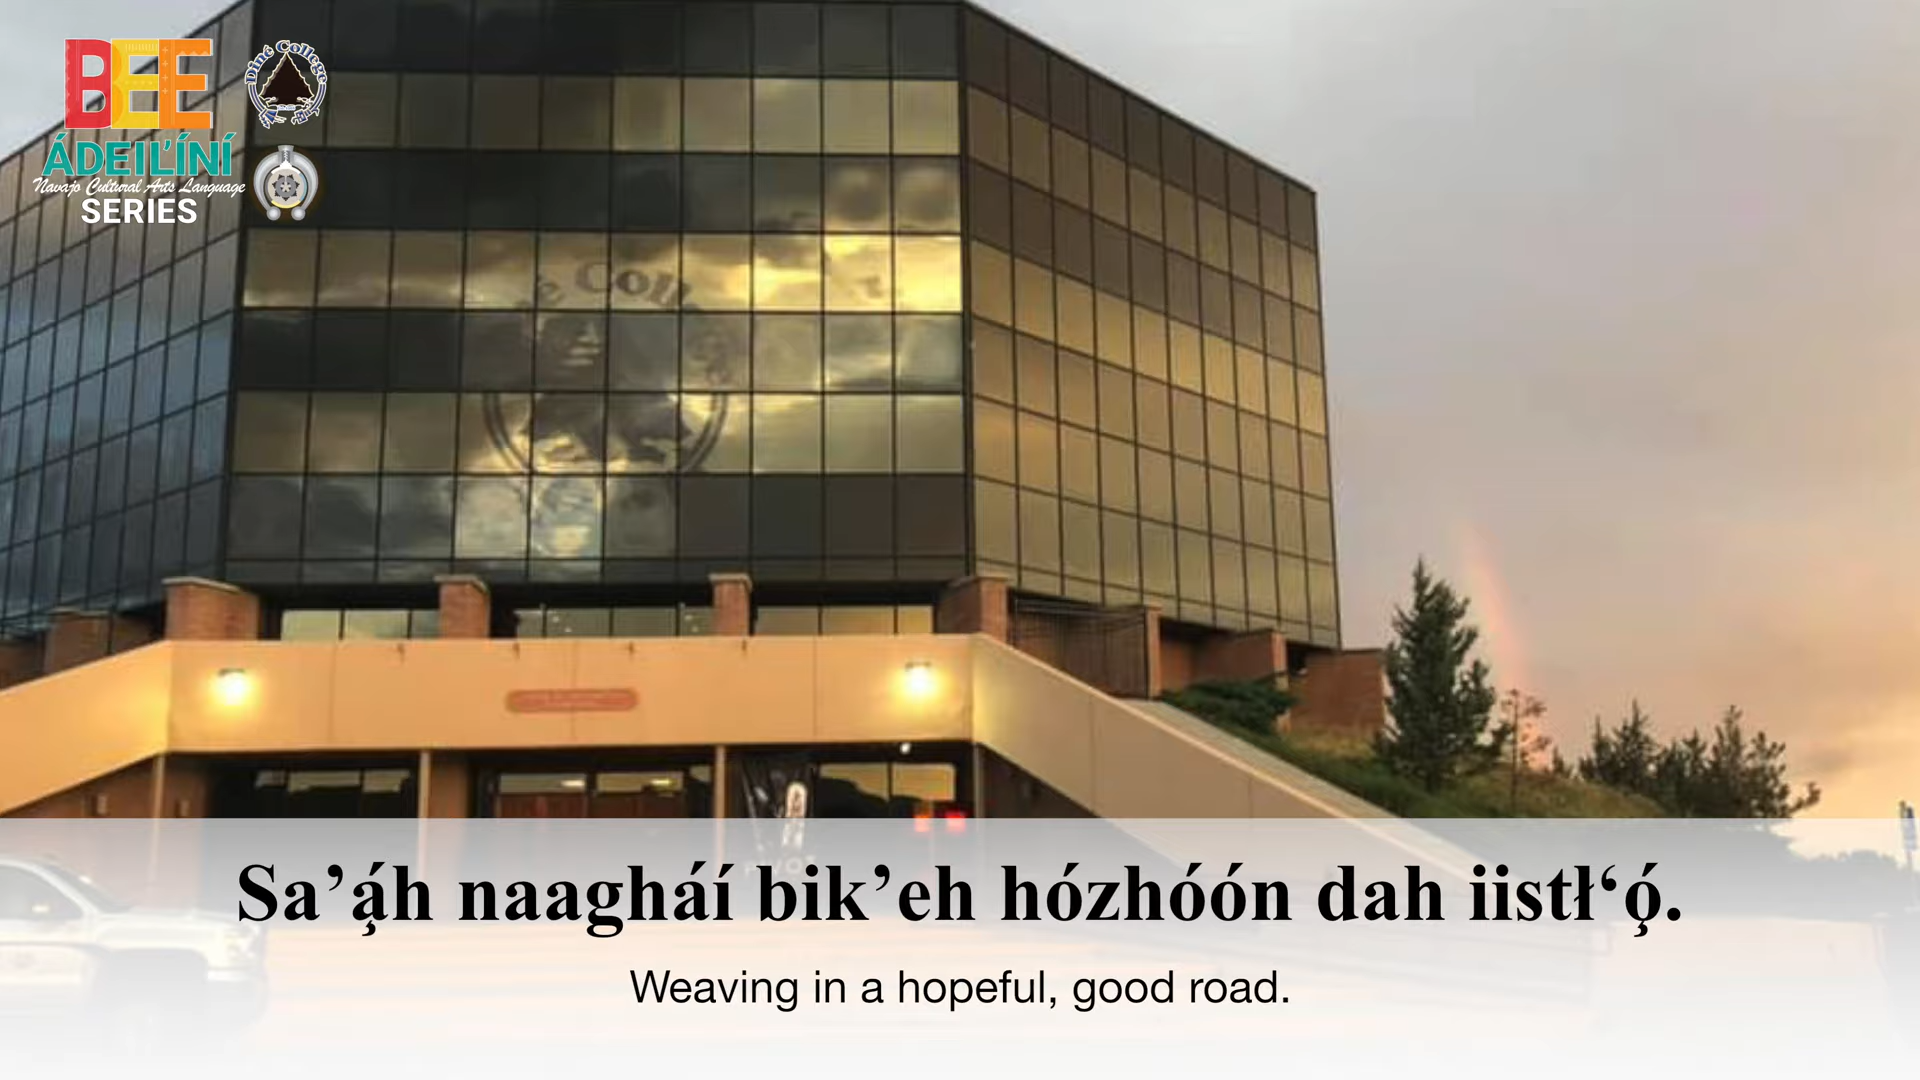 BEE
ÁDEIL'ÍNÍ
Navajo Cultural Arts Language
SERIES
Diné College
Sa’ą́h naagháí bik’eh hózhóón dah iistł‘ǫ́.
Weaving in a hopeful, good road.